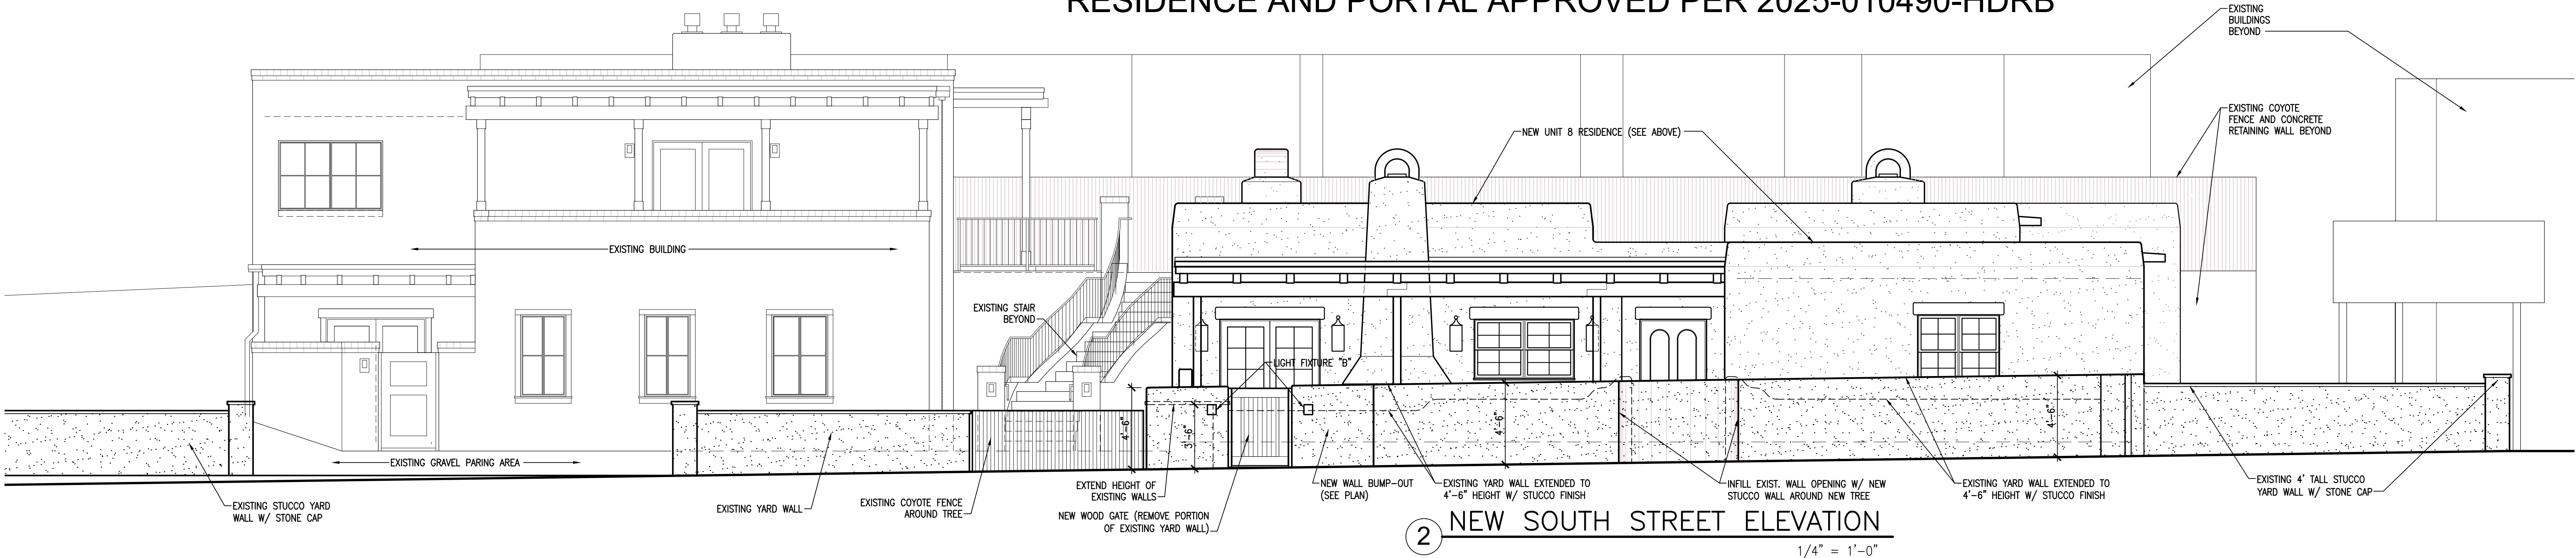 RESIDENCE AND PORTAL APPROVED PER 2025-010490-HDRB
EXISTING
BUILDINGS
BEYOND
EXISTING COYOTE
FENCE AND CONCRETE
RETAINING WALL BEYOND
NEW UNIT 8 RESIDENCE (SEE ABOVE)
EXISTING BUILDING
EXISTING STAIR
BEYOND
LIGHT FIXTURE "B"
4'-6"
3'-6"
4'-6"
4'-6"
EXISTING GRAVEL PARING AREA
EXISTING STUCCO YARD
WALL W/ STONE CAP
EXISTING YARD WALL
EXISTING COYOTE FENCE
AROUND TREE
EXTEND HEIGHT OF
EXISTING WALLS
NEW WOOD GATE (REMOVE PORTION
OF EXISTING YARD WALL)
NEW WALL BUMP-OUT
(SEE PLAN)
EXISTING YARD WALL EXTENDED TO
4'-6" HEIGHT W/ STUCCO FINISH
INFILL EXIST. WALL OPENING W/ NEW
STUCCO WALL AROUND NEW TREE
EXISTING YARD WALL EXTENDED TO
4'-6" HEIGHT W/ STUCCO FINISH
EXISTING 4' TALL STUCCO
YARD WALL W/ STONE CAP
2 NEW SOUTH STREET ELEVATION
1/4" = 1'-0"